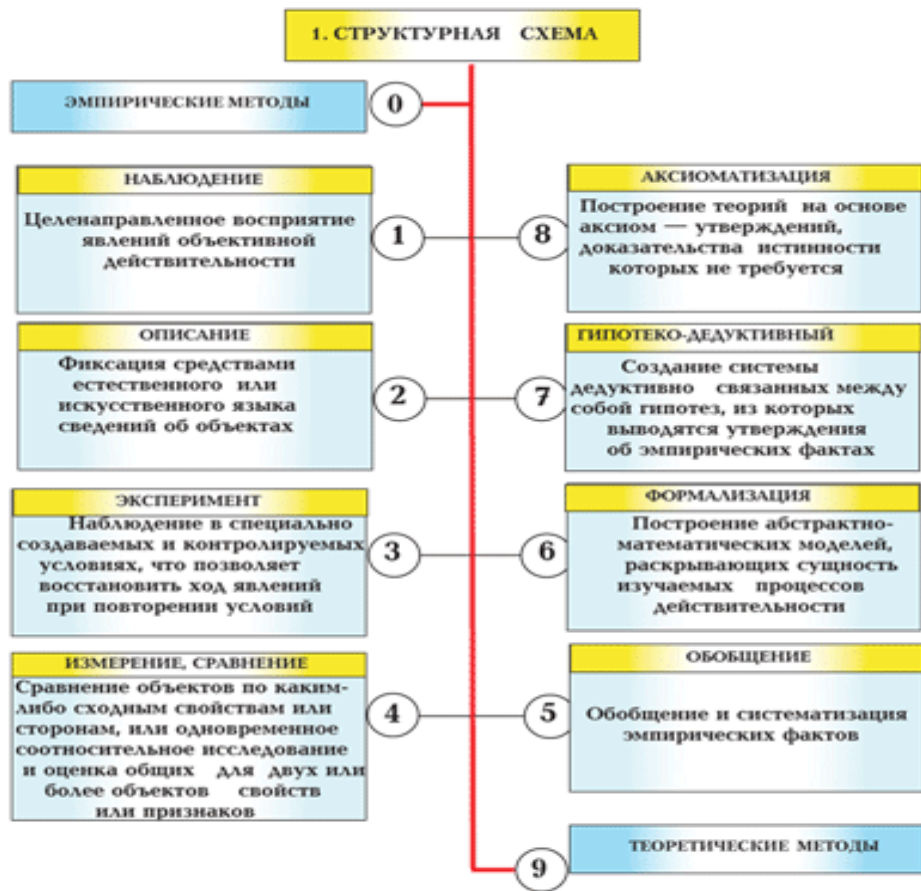 1. СТРУКТУРНАЯ СХЕМА
ЭМПИРИЧЕСКИЕ МЕТОДЫ
0
НАБЛЮДЕНИЕ
Целенаправленное восприятие
явлений объективной
действительности
1
8
АКСИОМАТИЗАЦИЯ
Построение теорий на основе
аксиом — утверждений,
доказательства истинности
которых не требуется
ОПИСАНИЕ
Фиксация средствами
естественного или
искусственного языка
сведений об объектах
2
7
ГИПОТЕКО-ДЕДУКТИВНЫЙ
Создание системы
дедуктивно связанных между
собой гипотез, из которых
выводятся утверждения
об эмпирических фактах
ЭКСПЕРИМЕНТ
Наблюдение в специально
создаваемых и контролируемых
условиях, что позволяет
восстановить ход явлений
при повторении условий
3
6
ФОРМАЛИЗАЦИЯ
Построение абстрактно-
математических моделей,
раскрывающих сущность
изучаемых процессов
действительности
ИЗМЕРЕНИЕ, СРАВНЕНИЕ
Сравнение объектов по каким-
либо сходным свойствам или
сторонам, или одновременное
соотносительное исследование
и оценка общих для двух или
более объектов свойств
или признаков
4
5
ОБОБЩЕНИЕ
Обобщение и систематизация
эмпирических фактов
9
ТЕОРЕТИЧЕСКИЕ МЕТОДЫ